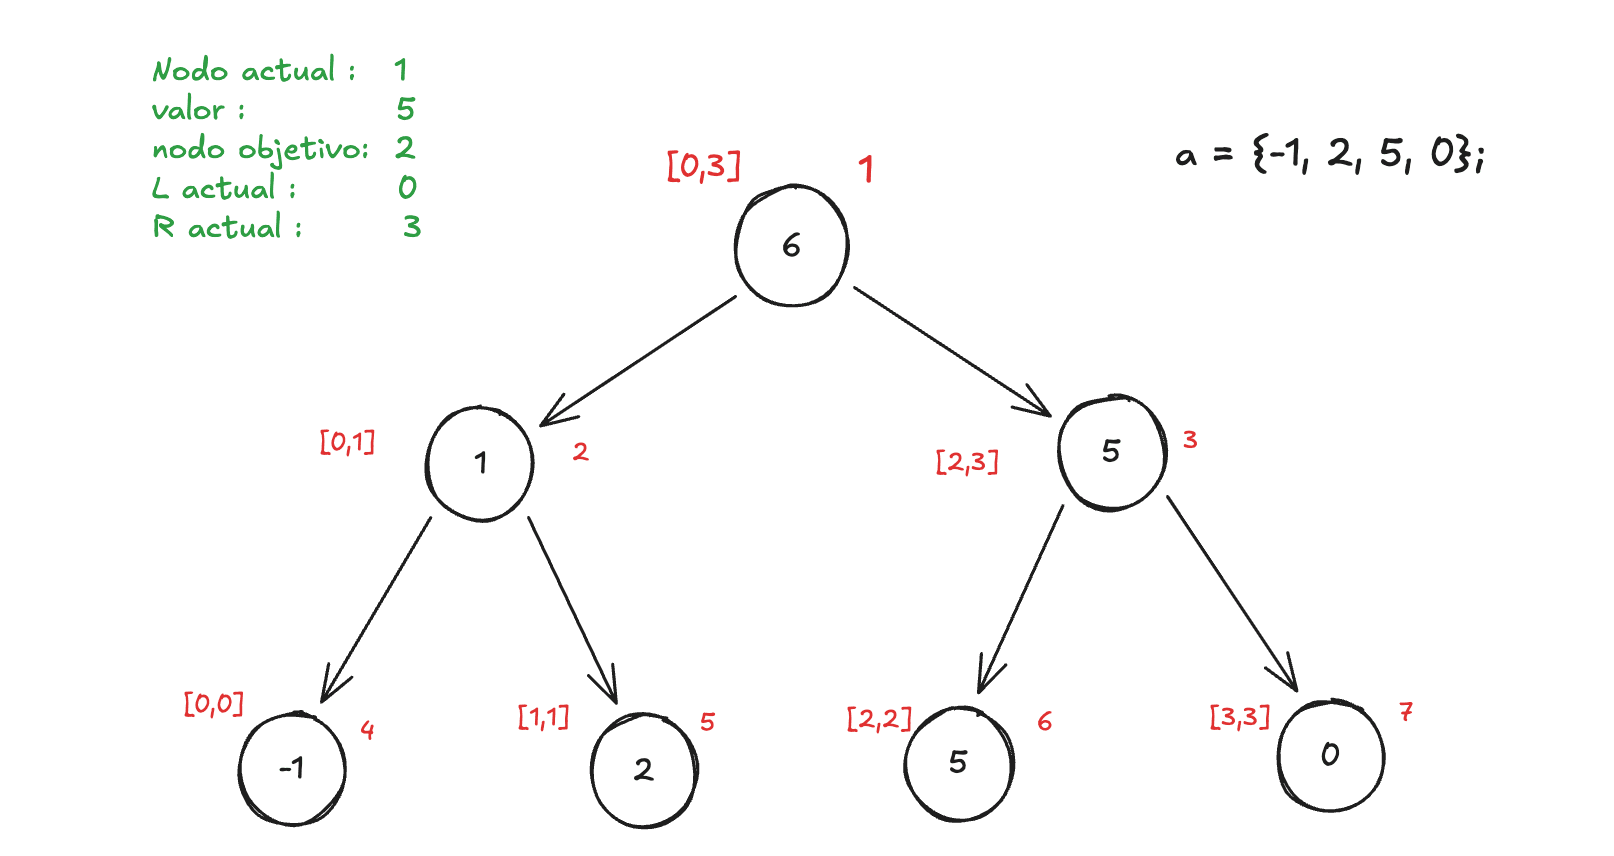 Nodo actual : 1
valor : 5
nodo objetivo: 2
L actual : 0
R actual : 3
a = {-1, 2, 5, 0};
[0,3] 1
6
[0,1] 1 2
[2,3] 5 3
[0,0] -1 4
[1,1] 2 5
[2,2] 5 6
[3,3] 0 7